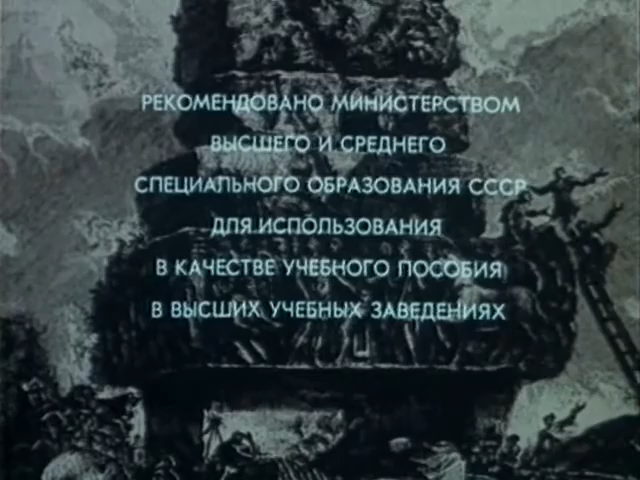 РЕКОМЕНДОВАНО МИНИСТЕРСТВОМ
ВЫСШЕГО И СРЕДНЕГО
СПЕЦИАЛЬНОГО ОБРАЗОВАНИЯ СССР
ДЛЯ ИСПОЛЬЗОВАНИЯ
В КАЧЕСТВЕ УЧЕБНОГО ПОСОБИЯ
В ВЫСШИХ УЧЕБНЫХ ЗАВЕДЕНИЯХ